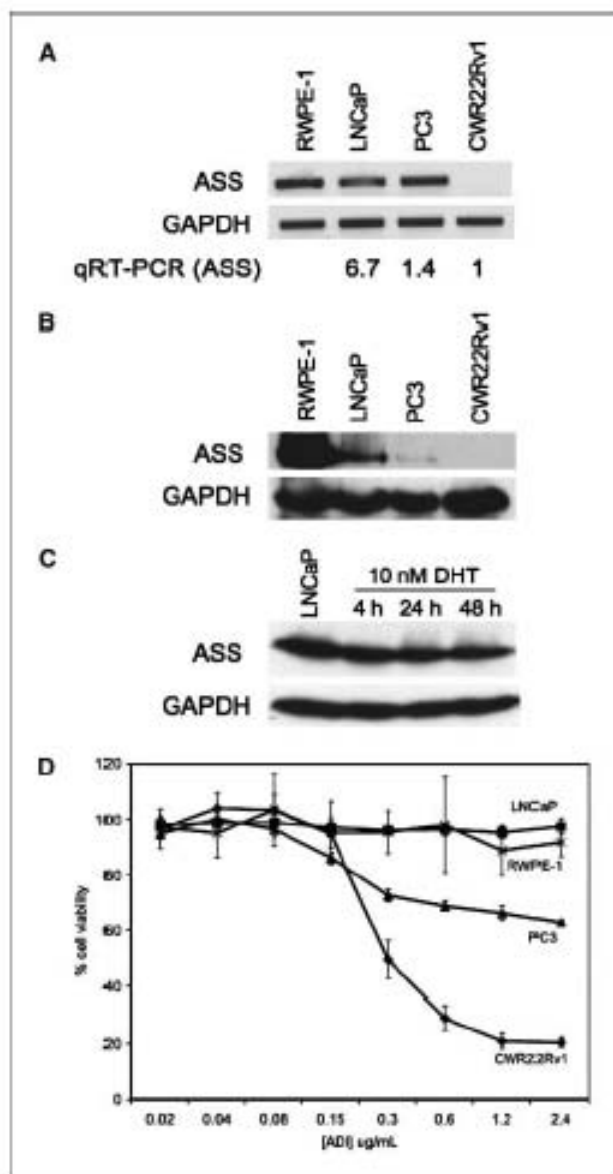 A
RWPE-1 LNCaP PC3 CWR22Rv1
ASS
GAPDH
qRT-PCR (ASS) 6.7 1.4 1
B
RWPE-1 LNCaP PC3 CWR22Rv1
ASS
GAPDH
C
LNCaP 10 nM DHT
4 h 24 h 48 h
ASS
GAPDH
D
% cell viability
120
100
80
60
40
20
0
LNCaP
RWPE-1
PC3
CWR22Rv1
0.02 0.04 0.08 0.15 0.3 0.6 1.2 2.4
[ADI] ug/mL